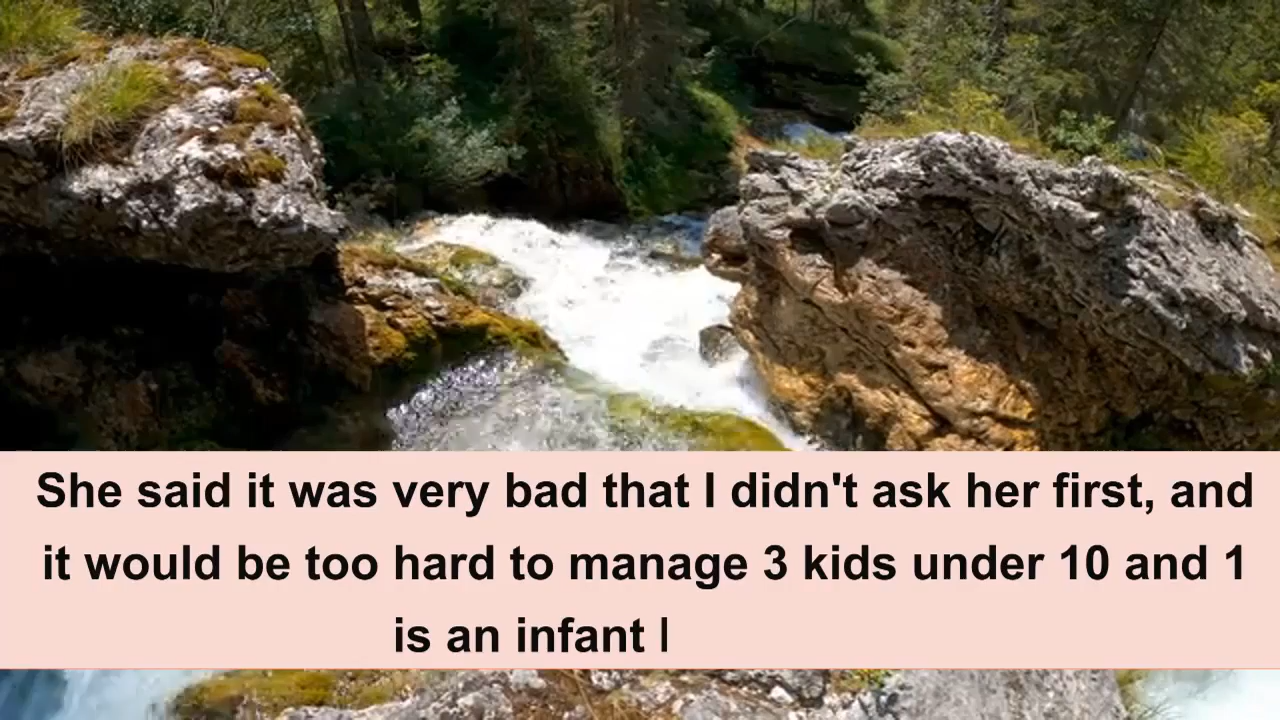 She said it was very bad that I didn't ask her first, and
it would be too hard to manage 3 kids under 10 and 1
is an infant